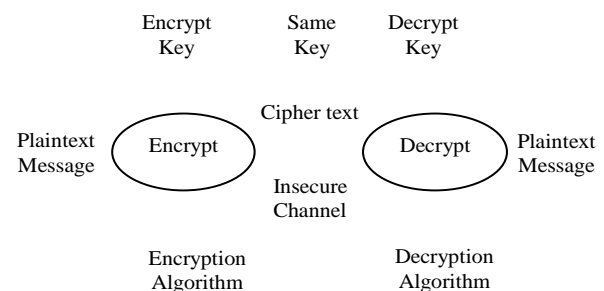 Encrypt
Key
Same
Key
Decrypt
Key
Cipher text
Plaintext
Message
Encrypt
Decrypt
Plaintext
Message
Insecure
Channel
Encryption
Algorithm
Decryption
Algorithm